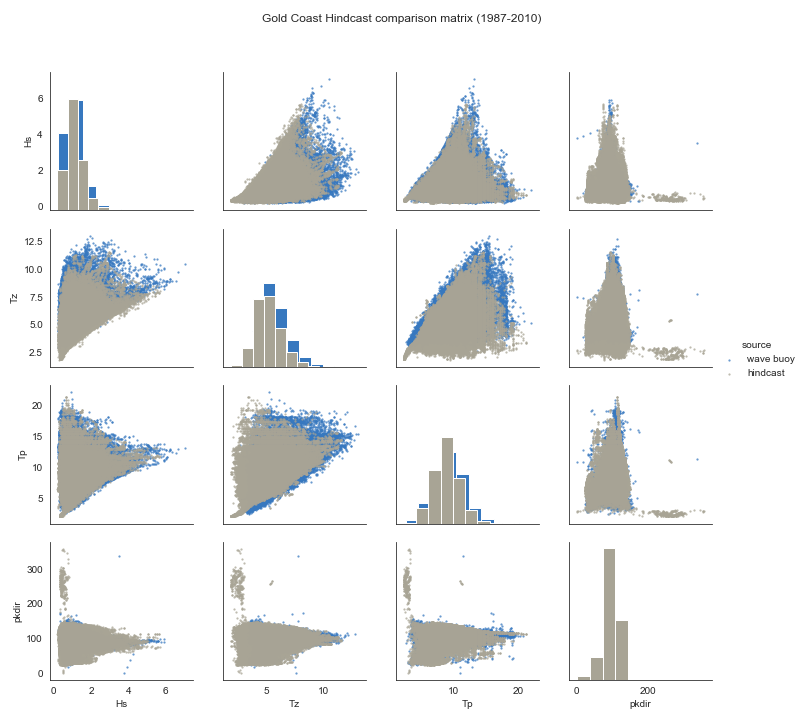 Gold Coast Hindcast comparison matrix (1987-2010)
6
4
2
0
Hs
12.5
10.0
7.5
5.0
2.5
Tz
source
wave buoy
hindcast
20
15
10
5
Tp
300
200
100
0
pkdir
0 2 4 6
5 10
10 20
0 200
Hs Tz Tp pkdir